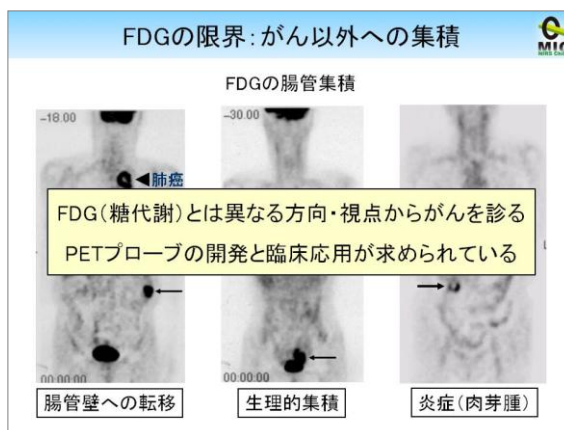 FDGの限界：がん以外への集積
MIC
FDGの腸管集積
-18.00
-30.00
◀肺癌
FDG（糖代謝）とは異なる方向・視点からがんを診る
PETプローブの開発と臨床応用が求められている
00:00:00
00:00:00
腸管壁への転移
生理的集積
炎症（肉芽腫）